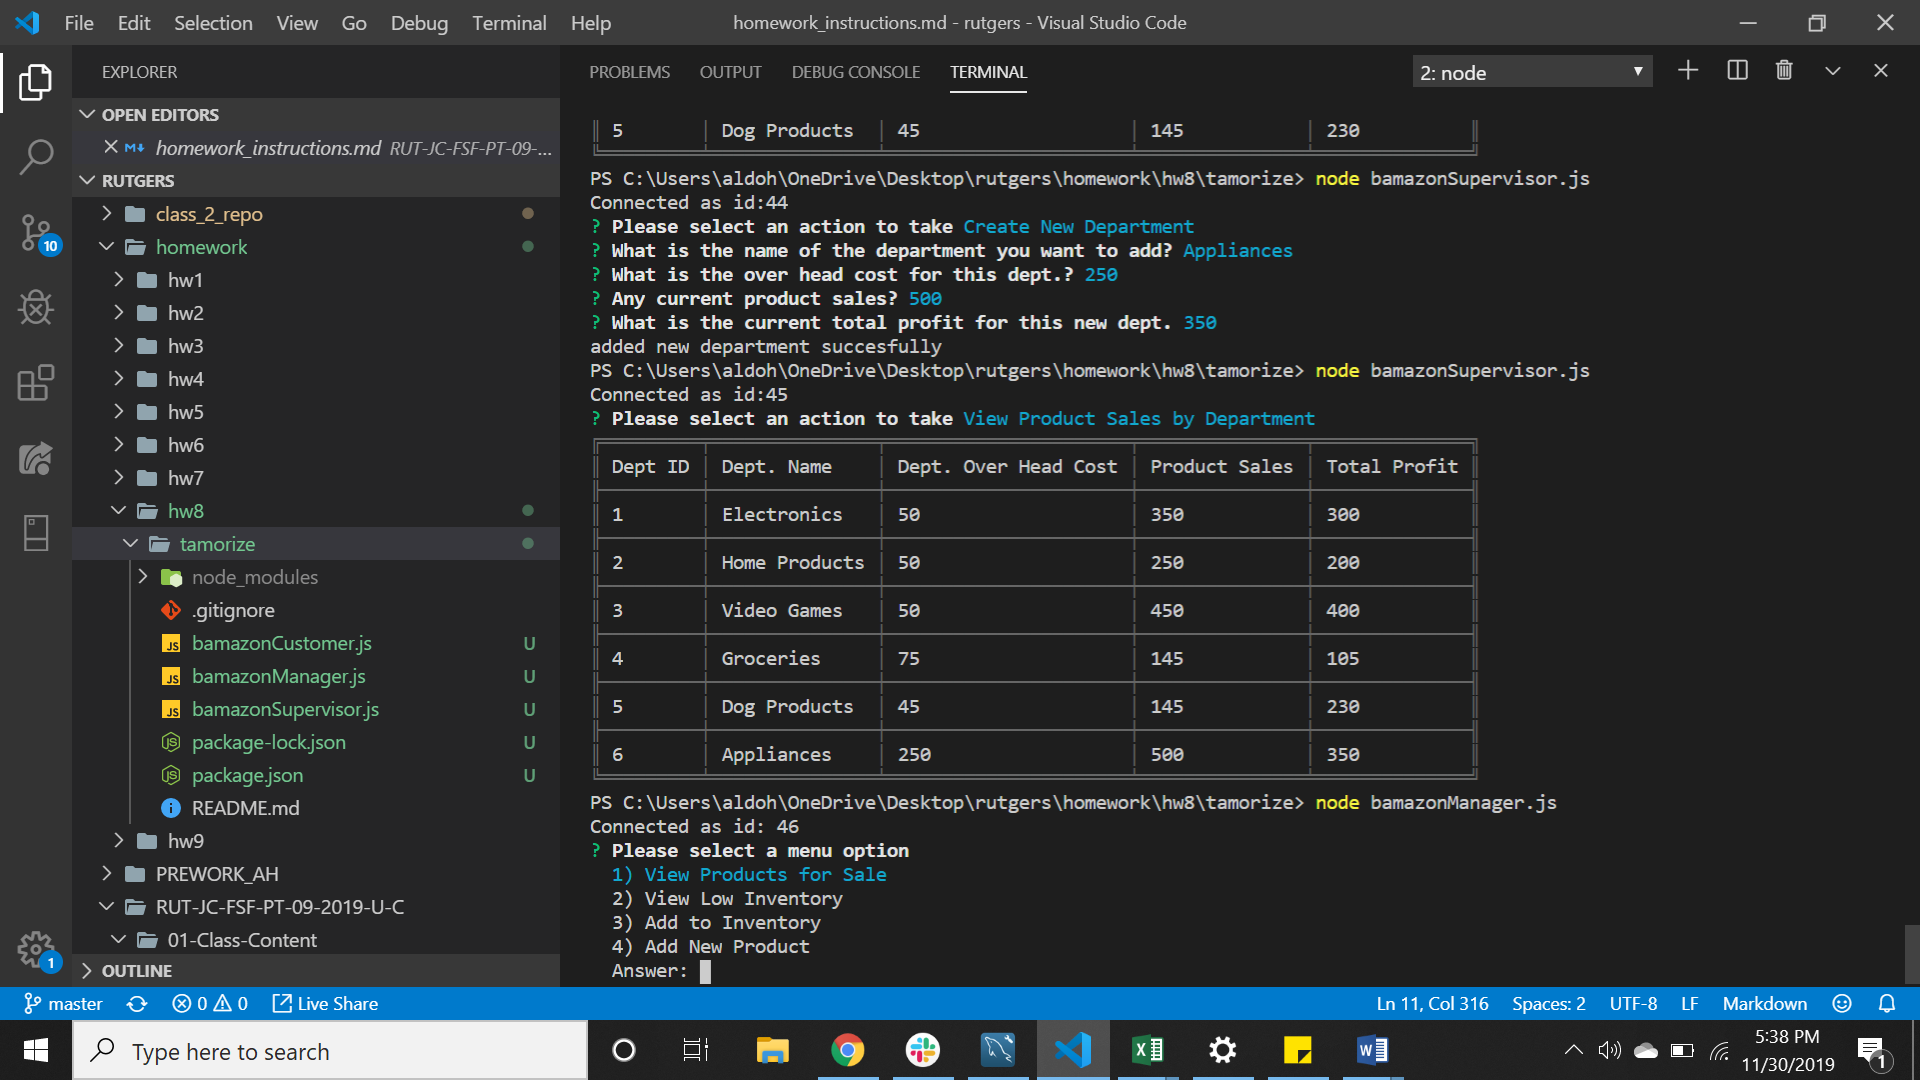 File Edit Selection View Go Debug Terminal Help homework_instructions.md - rutgers - Visual Studio Code
EXPLORER
OPEN EDITORS
homework_instructions.md RUT-JC-FSF-PT-09-...
RUTGERS
class_2_repo
homework
hw1
hw2
hw3
hw4
hw5
hw6
hw7
hw8
tamorize
node_modules
.gitignore
JS bamazonCustomer.js U
JS bamazonManager.js U
JS bamazonSupervisor.js U
package-lock.json U
package.json U
README.md
hw9
PREWORK_AH
RUT-JC-FSF-PT-09-2019-U-C
01-Class-Content
OUTLINE
10
1
PROBLEMS OUTPUT DEBUG CONSOLE TERMINAL 2: node
5 Dog Products 45 145 230
PS C:\Users\aldoh\OneDrive\Desktop\rutgers\homework\hw8\tamorize> node bamazonSupervisor.js
Connected as id:44
? Please select an action to take Create New Department
? What is the name of the department you want to add? Appliances
? What is the over head cost for this dept.? 250
? Any current product sales? 500
? What is the current total profit for this new dept. 350
added new department succesfully
PS C:\Users\aldoh\OneDrive\Desktop\rutgers\homework\hw8\tamorize> node bamazonSupervisor.js
Connected as id:45
? Please select an action to take View Product Sales by Department
Dept ID Dept. Name Dept. Over Head Cost Product Sales Total Profit
1 Electronics 50 350 300
2 Home Products 50 250 200
3 Video Games 50 450 400
4 Groceries 75 145 105
5 Dog Products 45 145 230
6 Appliances 250 500 350
PS C:\Users\aldoh\OneDrive\Desktop\rutgers\homework\hw8\tamorize> node bamazonManager.js
Connected as id: 46
? Please select a menu option
1) View Products for Sale
2) View Low Inventory
3) Add to Inventory
4) Add New Product
Answer:
master 0 0 Live Share Ln 11, Col 316 Spaces: 2 UTF-8 LF Markdown
Type here to search
5:38 PM
11/30/2019
1